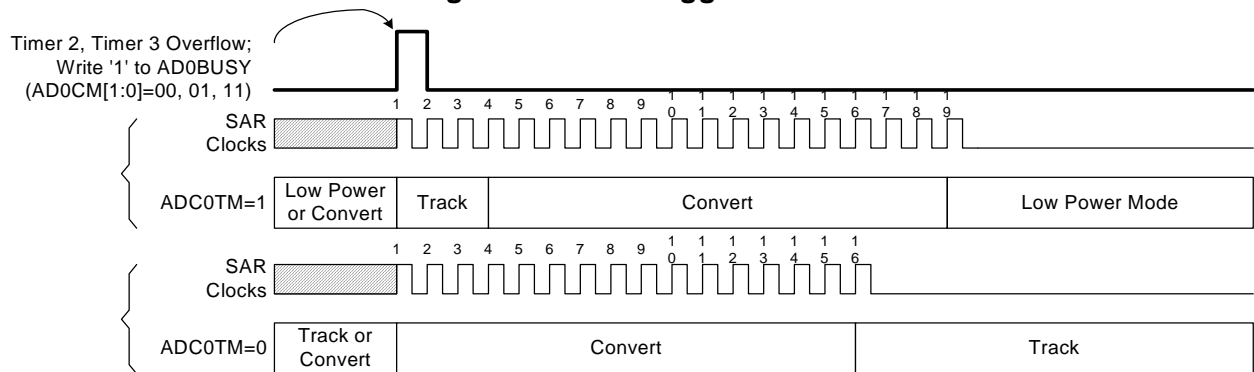 Timer 2, Timer 3 Overflow;
Write '1' to AD0BUSY
(AD0CM[1:0]=00, 01, 11)
1 2 3 4 5 6 7 8 9 10 11 12 13 14 15 16 17 18 19
SAR
Clocks
ADC0TM=1
Low Power
or Convert
Track
Convert
Low Power Mode
1 2 3 4 5 6 7 8 9 10 11 12 13 14 15 16
SAR
Clocks
ADC0TM=0
Track or
Convert
Convert
Track